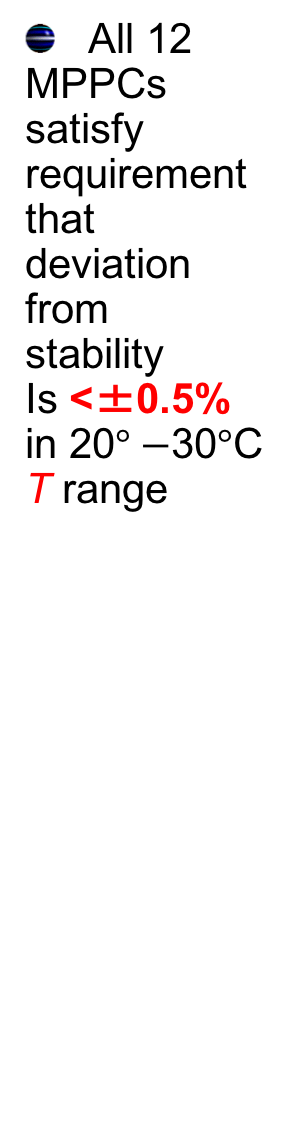 All 12
MPPCs
satisfy
requirement
that
deviation
from
stability
Is <±0.5%
in 20° –30°C
T range